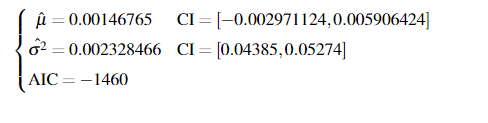 μ̂ = 0.00146765 CI = [−0.002971124, 0.005906424]
σ̂² = 0.002328466 CI = [0.04385, 0.05274]
AIC = −1460